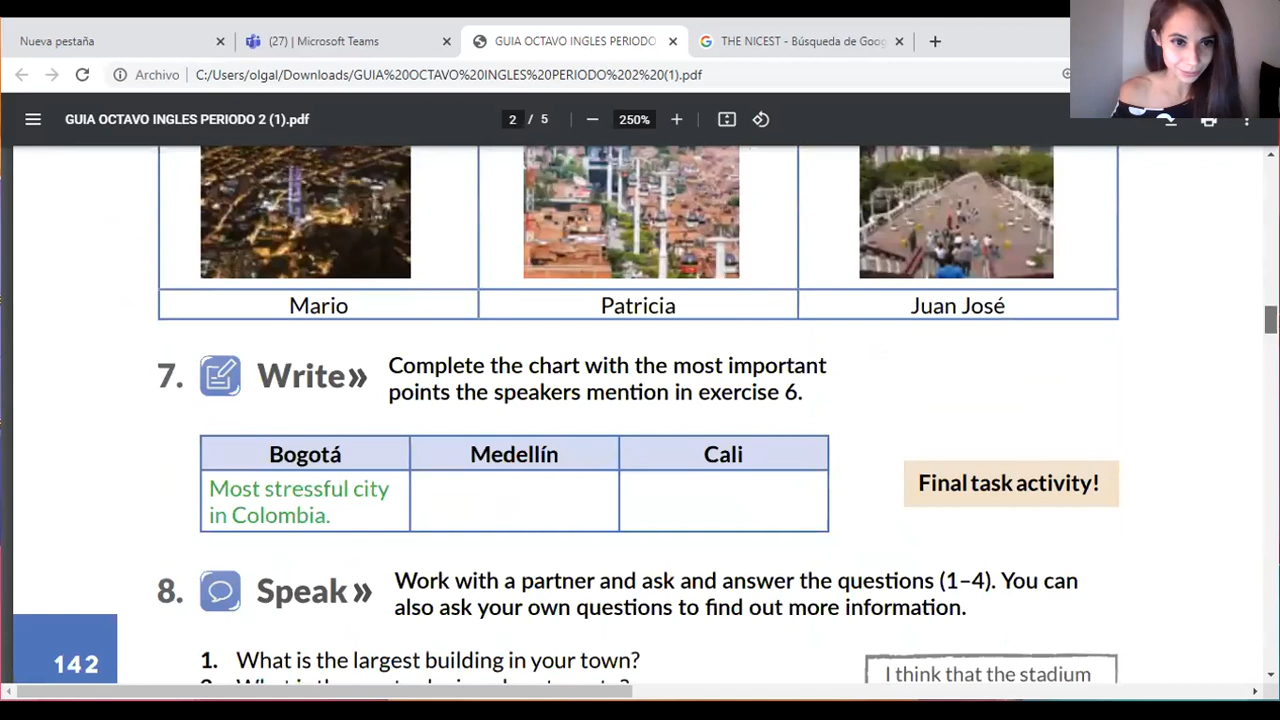 Nueva pestaña
(27) | Microsoft Teams
GUIA OCTAVO INGLES PERIODO
THE NICEST - Búsqueda de Goog
Archivo
C:/Users/olgal/Downloads/GUIA%20OCTAVO%20INGLES%20PERIODO%202%20(1).pdf
GUIA OCTAVO INGLES PERIODO 2 (1).pdf
2 / 5
250%
Mario
Patricia
Juan José
7. Write» Complete the chart with the most important
points the speakers mention in exercise 6.
Bogotá
Medellín
Cali
Most stressful city
in Colombia.
Final task activity!
8. Speak» Work with a partner and ask and answer the questions (1–4). You can
also ask your own questions to find out more information.
142
1. What is the largest building in your town?
I think that the stadium